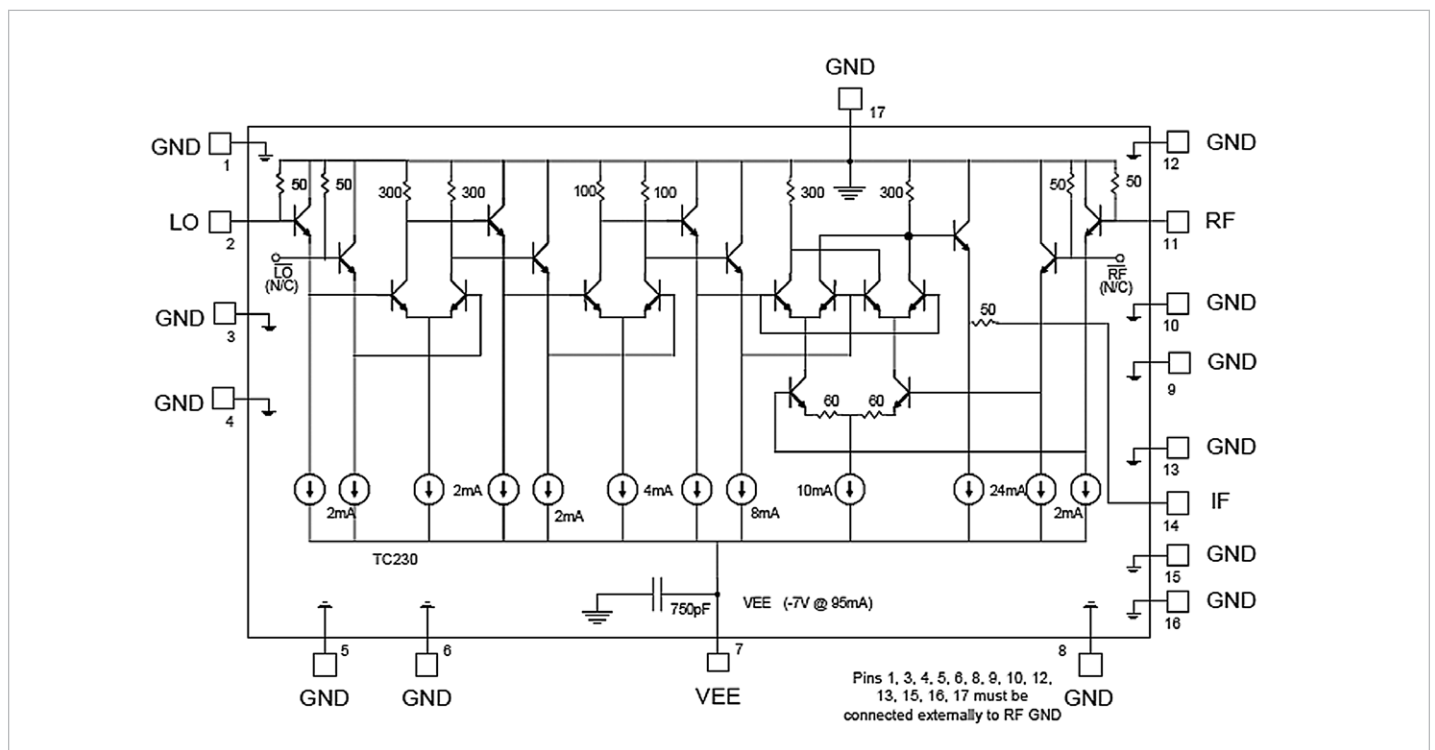 GND
17
GND
1
12
GND
50
50
300
300
100
100
300
300
50
50
LO
2
RF
11
LO
(N/C)
RF
(N/C)
GND
3
50
GND
10
GND
9
GND
4
60
60
GND
13
2mA
2mA
2mA
4mA
8mA
10mA
24mA
2mA
IF
14
TC230
GND
15
750pF
VEE (-7V @ 95mA)
GND
16
5
GND
6
GND
7
VEE
8
GND
Pins 1, 3, 4, 5, 6, 8, 9, 10, 12,
13, 15, 16, 17 must be
connected externally to RF GND